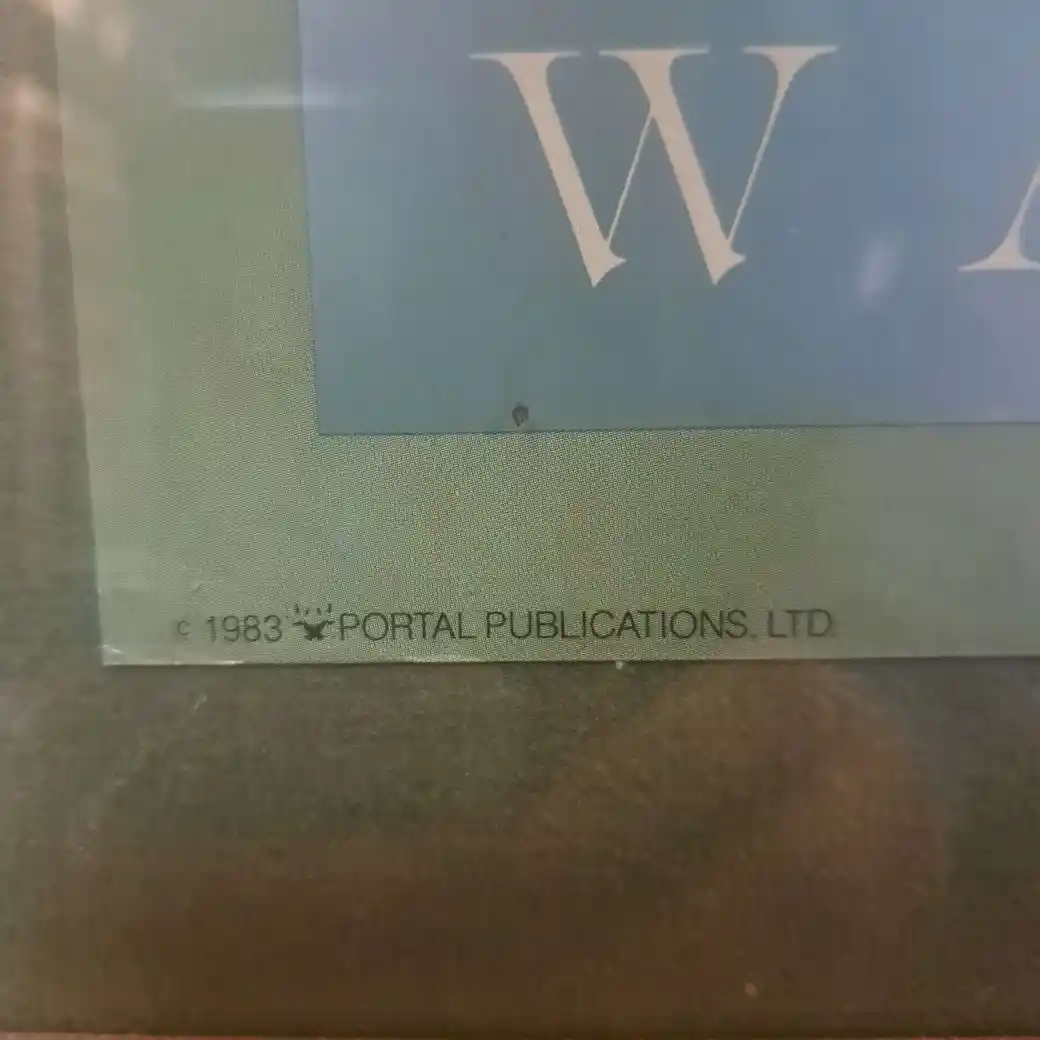 W A
c 1983 PORTAL PUBLICATIONS, LTD